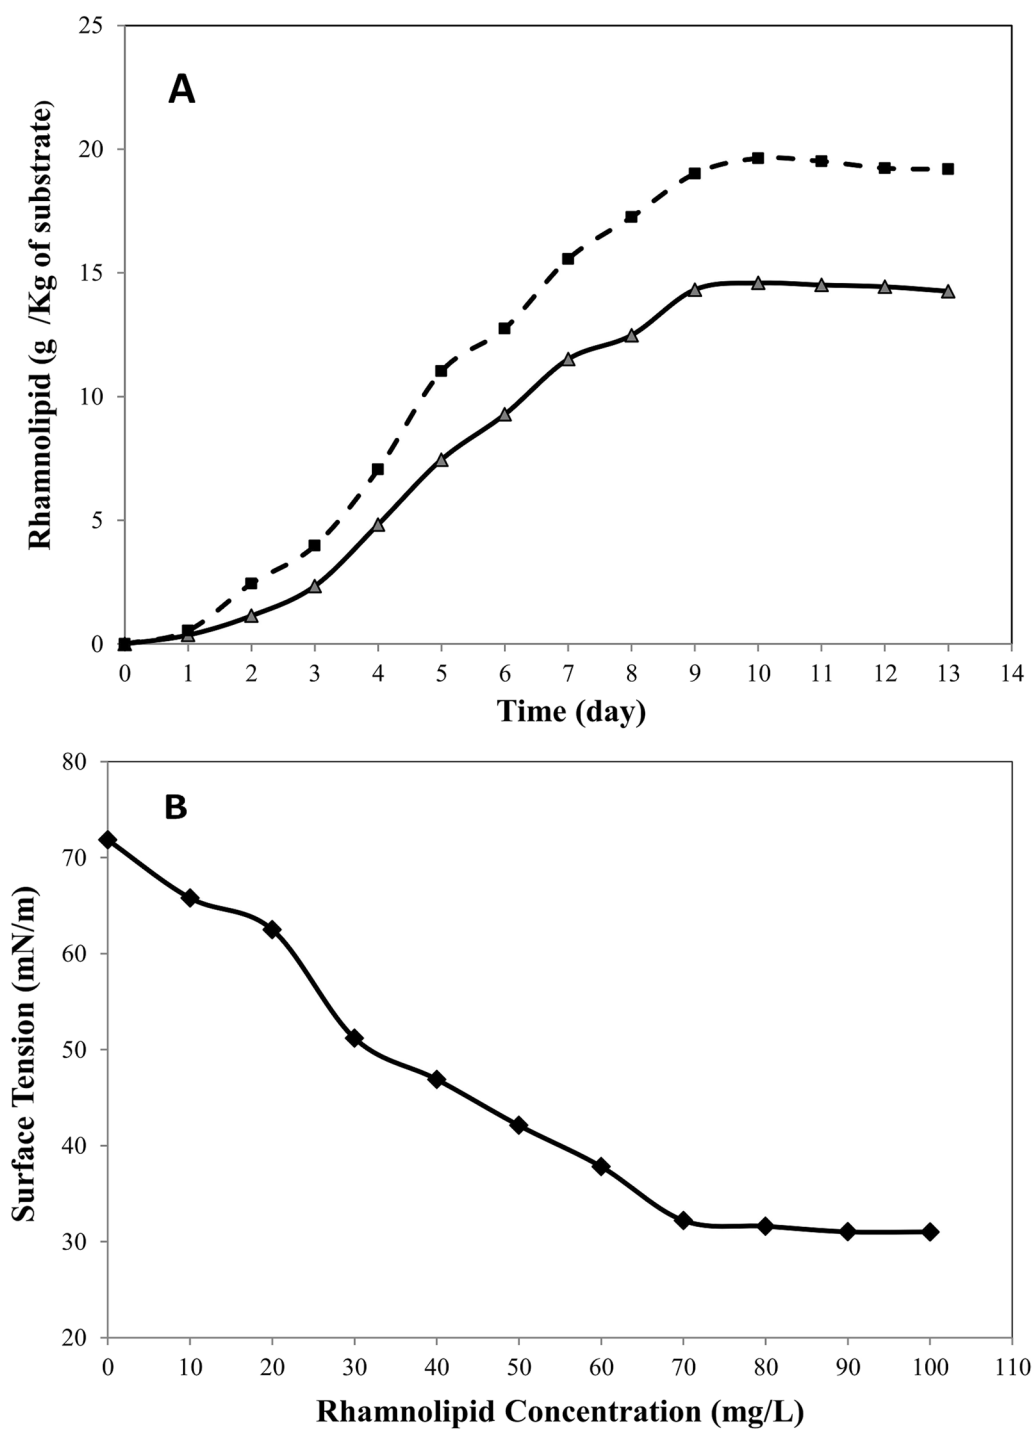 A
25
20
15
10
5
0
Rhamnolipid (g /Kg of substrate)
0 1 2 3 4 5 6 7 8 9 10 11 12 13 14
Time (day)
B
80
70
60
50
40
30
20
Surface Tension (mN/m)
0 10 20 30 40 50 60 70 80 90 100 110
Rhamnolipid Concentration (mg/L)